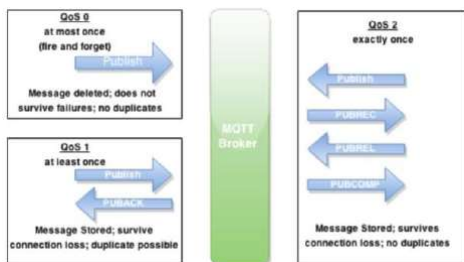 QoS 0
at most once
(fire and forget)
Publish
Message deleted; does not
survive failures; no duplicates
QoS 1
at least once
Publish
PUBACK
Message Stored; survive
connection loss; duplicate possible
MQTT
Broker
QoS 2
exactly once
Publish
PUBREC
PUBREL
PUBCOMP
Message Stored; survives
connection loss; no duplicates